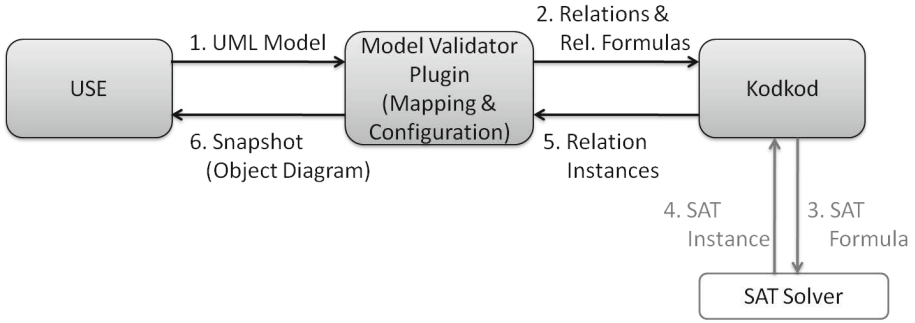 USE
1. UML Model
6. Snapshot
(Object Diagram)
Model Validator
Plugin
(Mapping &
Configuration)
2. Relations &
Rel. Formulas
5. Relation
Instances
Kodkod
4. SAT
Instance
3. SAT
Formula
SAT Solver